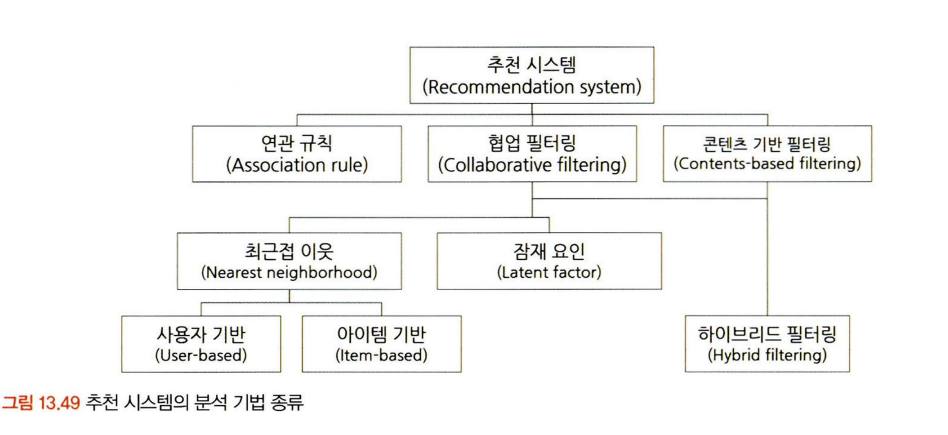 추천 시스템
(Recommendation system)
연관 규칙
(Association rule)
협업 필터링
(Collaborative filtering)
콘텐츠 기반 필터링
(Contents-based filtering)
최근접 이웃
(Nearest neighborhood)
잠재 요인
(Latent factor)
사용자 기반
(User-based)
아이템 기반
(Item-based)
하이브리드 필터링
(Hybrid filtering)
그림 13.49 추천 시스템의 분석 기법 종류